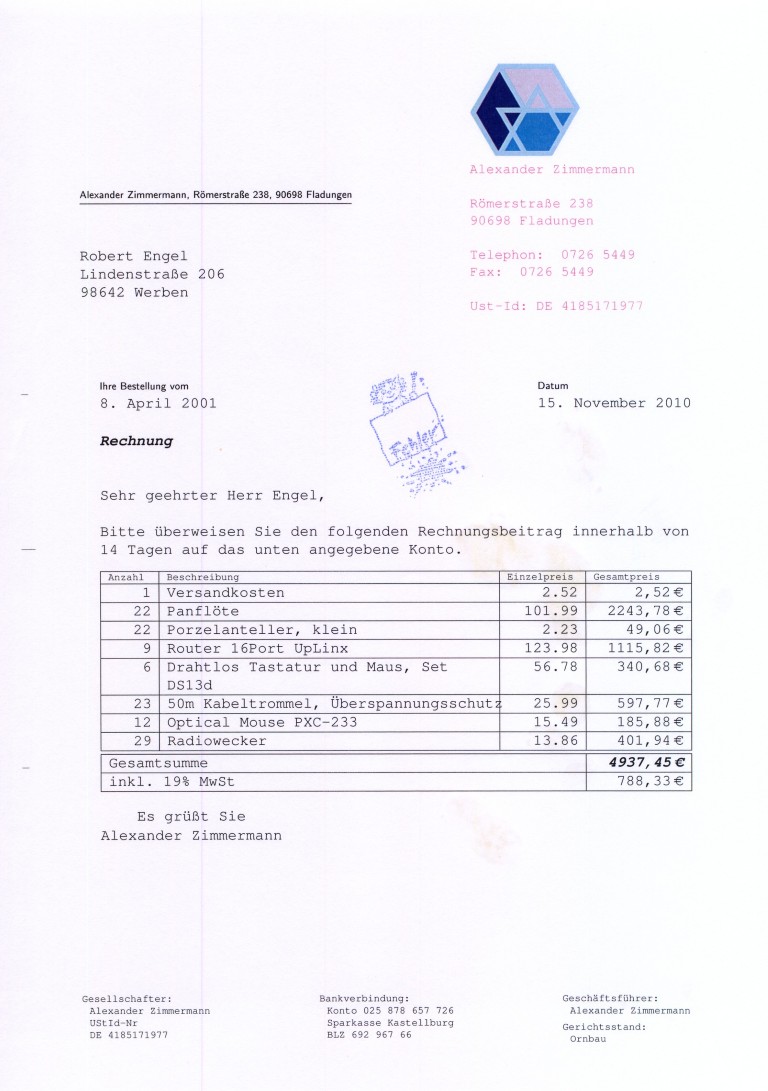 Alexander Zimmermann
Alexander Zimmermann, Römerstraße 238, 90698 Fladungen
Römerstraße 238
90698 Fladungen
Robert Engel
Lindenstraße 206
98642 Werben
Telephon: 0726 5449
Fax: 0726 5449
Ust-Id: DE 4185171977
Ihre Bestellung vom
8. April 2001
Datum
15. November 2010
Fehler
Rechnung
Sehr geehrter Herr Engel,
Bitte überweisen Sie den folgenden Rechnungsbeitrag innerhalb von
14 Tagen auf das unten angegebene Konto.
Anzahl Beschreibung Einzelpreis Gesamtpreis
1 Versandkosten 2.52 2,52€
22 Panflöte 101.99 2243,78€
22 Porzelanteller, klein 2.23 49,06€
9 Router 16Port UpLinx 123.98 1115,82€
6 Drahtlos Tastatur und Maus, Set 56.78 340,68€
DS13d
23 50m Kabeltrommel, Überspannungsschutz 25.99 597,77€
12 Optical Mouse PXC-233 15.49 185,88€
29 Radiowecker 13.86 401,94€
Gesamtsumme 4937,45€
inkl. 19% MwSt 788,33€
Es grüßt Sie
Alexander Zimmermann
Gesellschafter:
Alexander Zimmermann
UStId-Nr
DE 4185171977
Bankverbindung:
Konto 025 878 657 726
Sparkasse Kastellburg
BLZ 692 967 66
Geschäftsführer:
Alexander Zimmermann
Gerichtsstand:
Ornbau